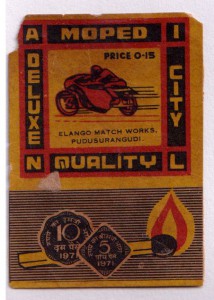 A MOPED I
DELUXE
CITY
PRICE 0-15
ELANGO MATCH WORKS,
PUDUSURANGUDI.
N QUALITY L
10
1971
5
1971